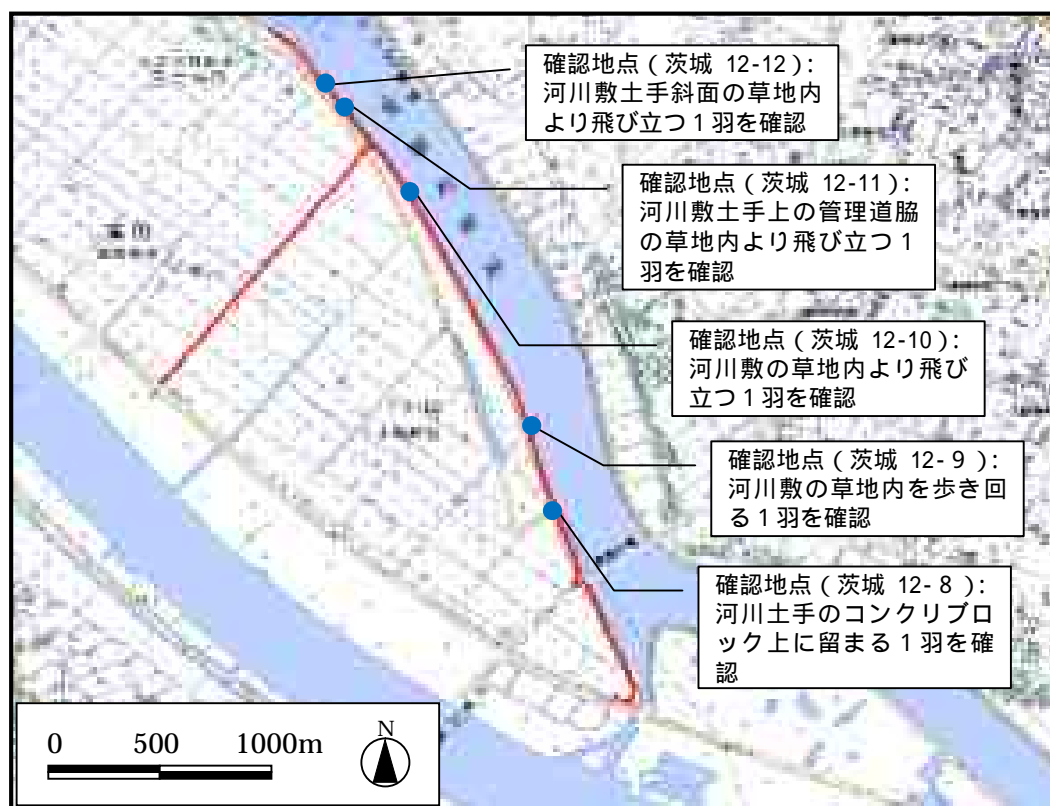 確認地点（茨城 12-12）：
河川敷土手斜面の草地内
より飛び立つ１羽を確認
確認地点（茨城 12-11）：
河川敷土手上の管理道脇
の草地内より飛び立つ１
羽を確認
確認地点（茨城 12-10）：
河川敷の草地内より飛び
立つ１羽を確認
確認地点（茨城 12-９）：
河川敷の草地内を歩き回
る１羽を確認
確認地点（茨城 12-８）：
河川土手のコンクリブロ
ック上に留まる１羽を確
認
0 500 1000m
N